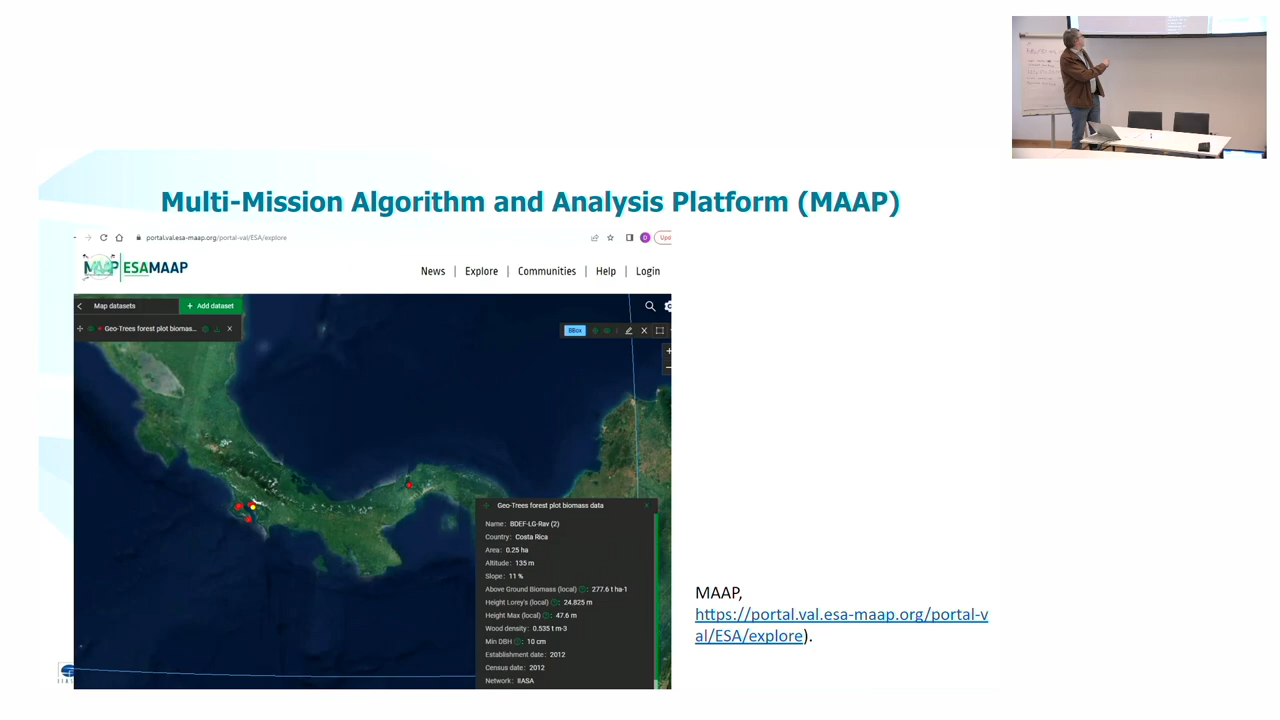 Multi-Mission Algorithm and Analysis Platform (MAAP)
portal.val.esa-maap.org/portal-val/ESA/explore
MAAP ESAMAAP
News | Explore | Communities | Help | Login
Map datasets + Add dataset
Geo-Trees forest plot biomas...
BBox
Geo-Trees forest plot biomass data
Name: BDEF-LG-Rav (2)
Country: Costa Rica
Area: 0.25 ha
Altitude: 135 m
Slope: 11 %
Above Ground Biomass (local) : 277.6 t ha-1
Height Lorey's (local) : 24.825 m
Height Max (local) : 47.6 m
Wood density: 0.535 t m-3
Min DBH : 10 cm
Establishment date: 2012
Census date: 2012
Network: IIASA
MAAP,
https://portal.val.esa-maap.org/portal-v
al/ESA/explore).